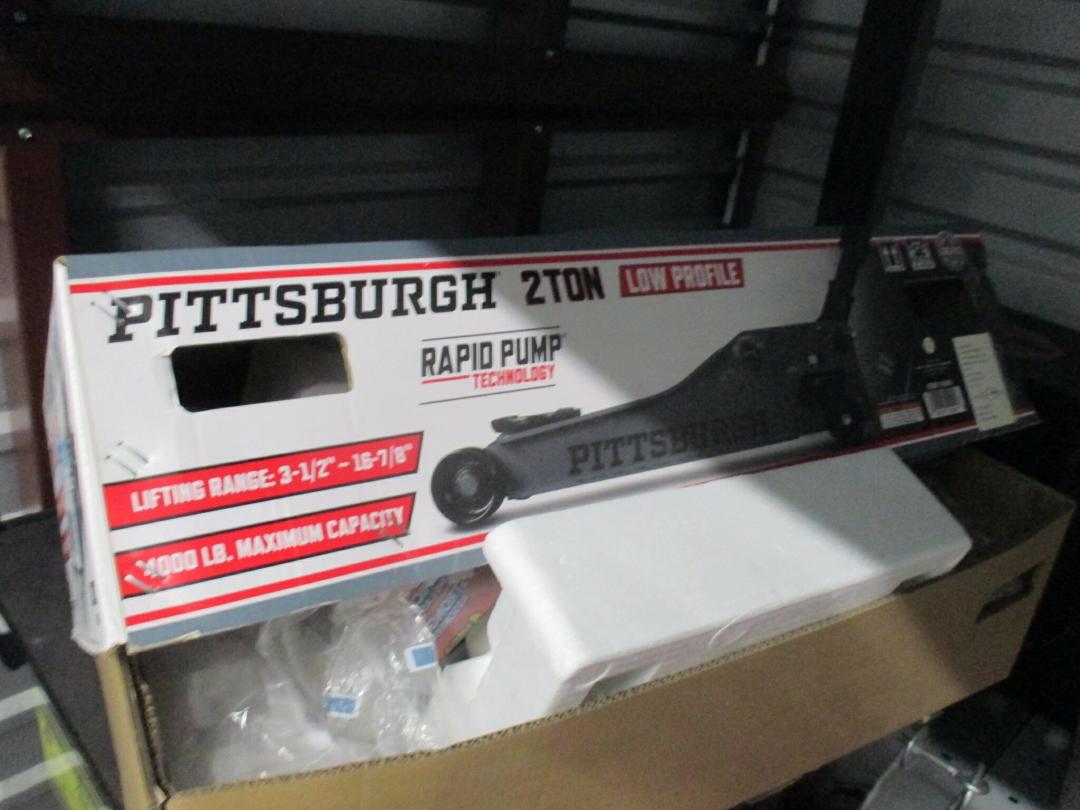 PITTSBURGH
2TON
LOW PROFILE
RAPID PUMP
TECHNOLOGY
PITTSBURGH
LIFTING RANGE: 3-1/2" - 16-7/8"
4000 LB. MAXIMUM CAPACITY